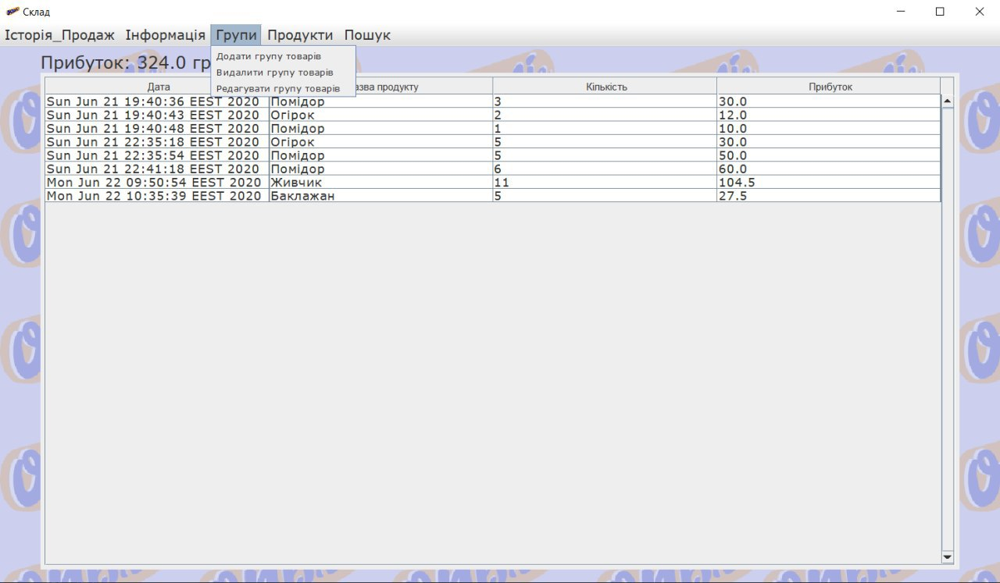 Склад
Історія_Продаж Інформація Групи Продукти Пошук
Прибуток: 324.0 гр
Додати групу товарів
Видалити групу товарів
Редагувати групу товарів
Дата азва продукту Кількість Прибуток
Sun Jun 21 19:40:36 EEST 2020 Помідор 3 30.0
Sun Jun 21 19:40:43 EEST 2020 Огірок 2 12.0
Sun Jun 21 19:40:48 EEST 2020 Помідор 1 10.0
Sun Jun 21 22:35:18 EEST 2020 Огірок 5 30.0
Sun Jun 21 22:35:54 EEST 2020 Помідор 5 50.0
Sun Jun 21 22:41:18 EEST 2020 Помідор 6 60.0
Mon Jun 22 09:50:54 EEST 2020 Живчик 11 104.5
Mon Jun 22 10:35:39 EEST 2020 Баклажан 5 27.5